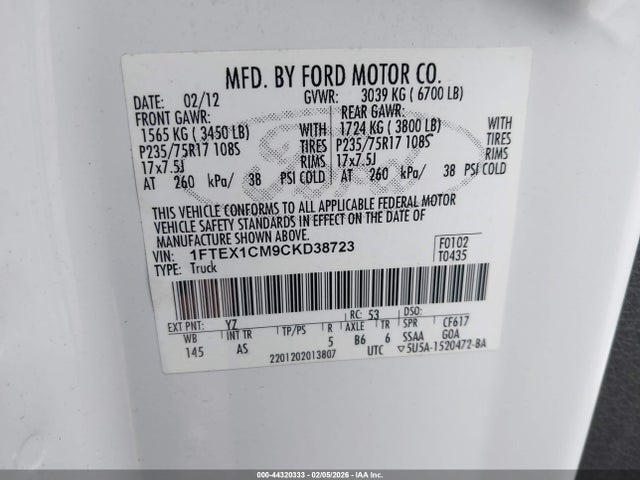 MFD. BY FORD MOTOR CO.
DATE: 02/12 GVWR: 3039 KG ( 6700 LB)
FRONT GAWR: REAR GAWR:
1565 KG ( 3450 LB) WITH 1724 KG ( 3800 LB) WITH
P235/75R17 108S TIRES P235/75R17 108S TIRES
17x7.5J RIMS 17x7.5J RIMS
AT 260 kPa/ 38 PSI COLD AT 260 kPa/ 38 PSI COLD
Ford
THIS VEHICLE CONFORMS TO ALL APPLICABLE FEDERAL MOTOR
VEHICLE SAFETY STANDARDS IN EFFECT ON THE DATE OF
MANUFACTURE SHOWN ABOVE.
VIN: 1FTEX1CM9CKD38723 F0102
TYPE: Truck T0435
EXT PNT: YZ RC: 53 DSO:
WB INT TR TP/PS R AXLE TR SPR CF617
145 AS 5 B6 6 SSAA GOA
2201202013807 UTC ▽5U5A-1520472-BA
000-44320333 - 02/05/2026 - IAA Inc.